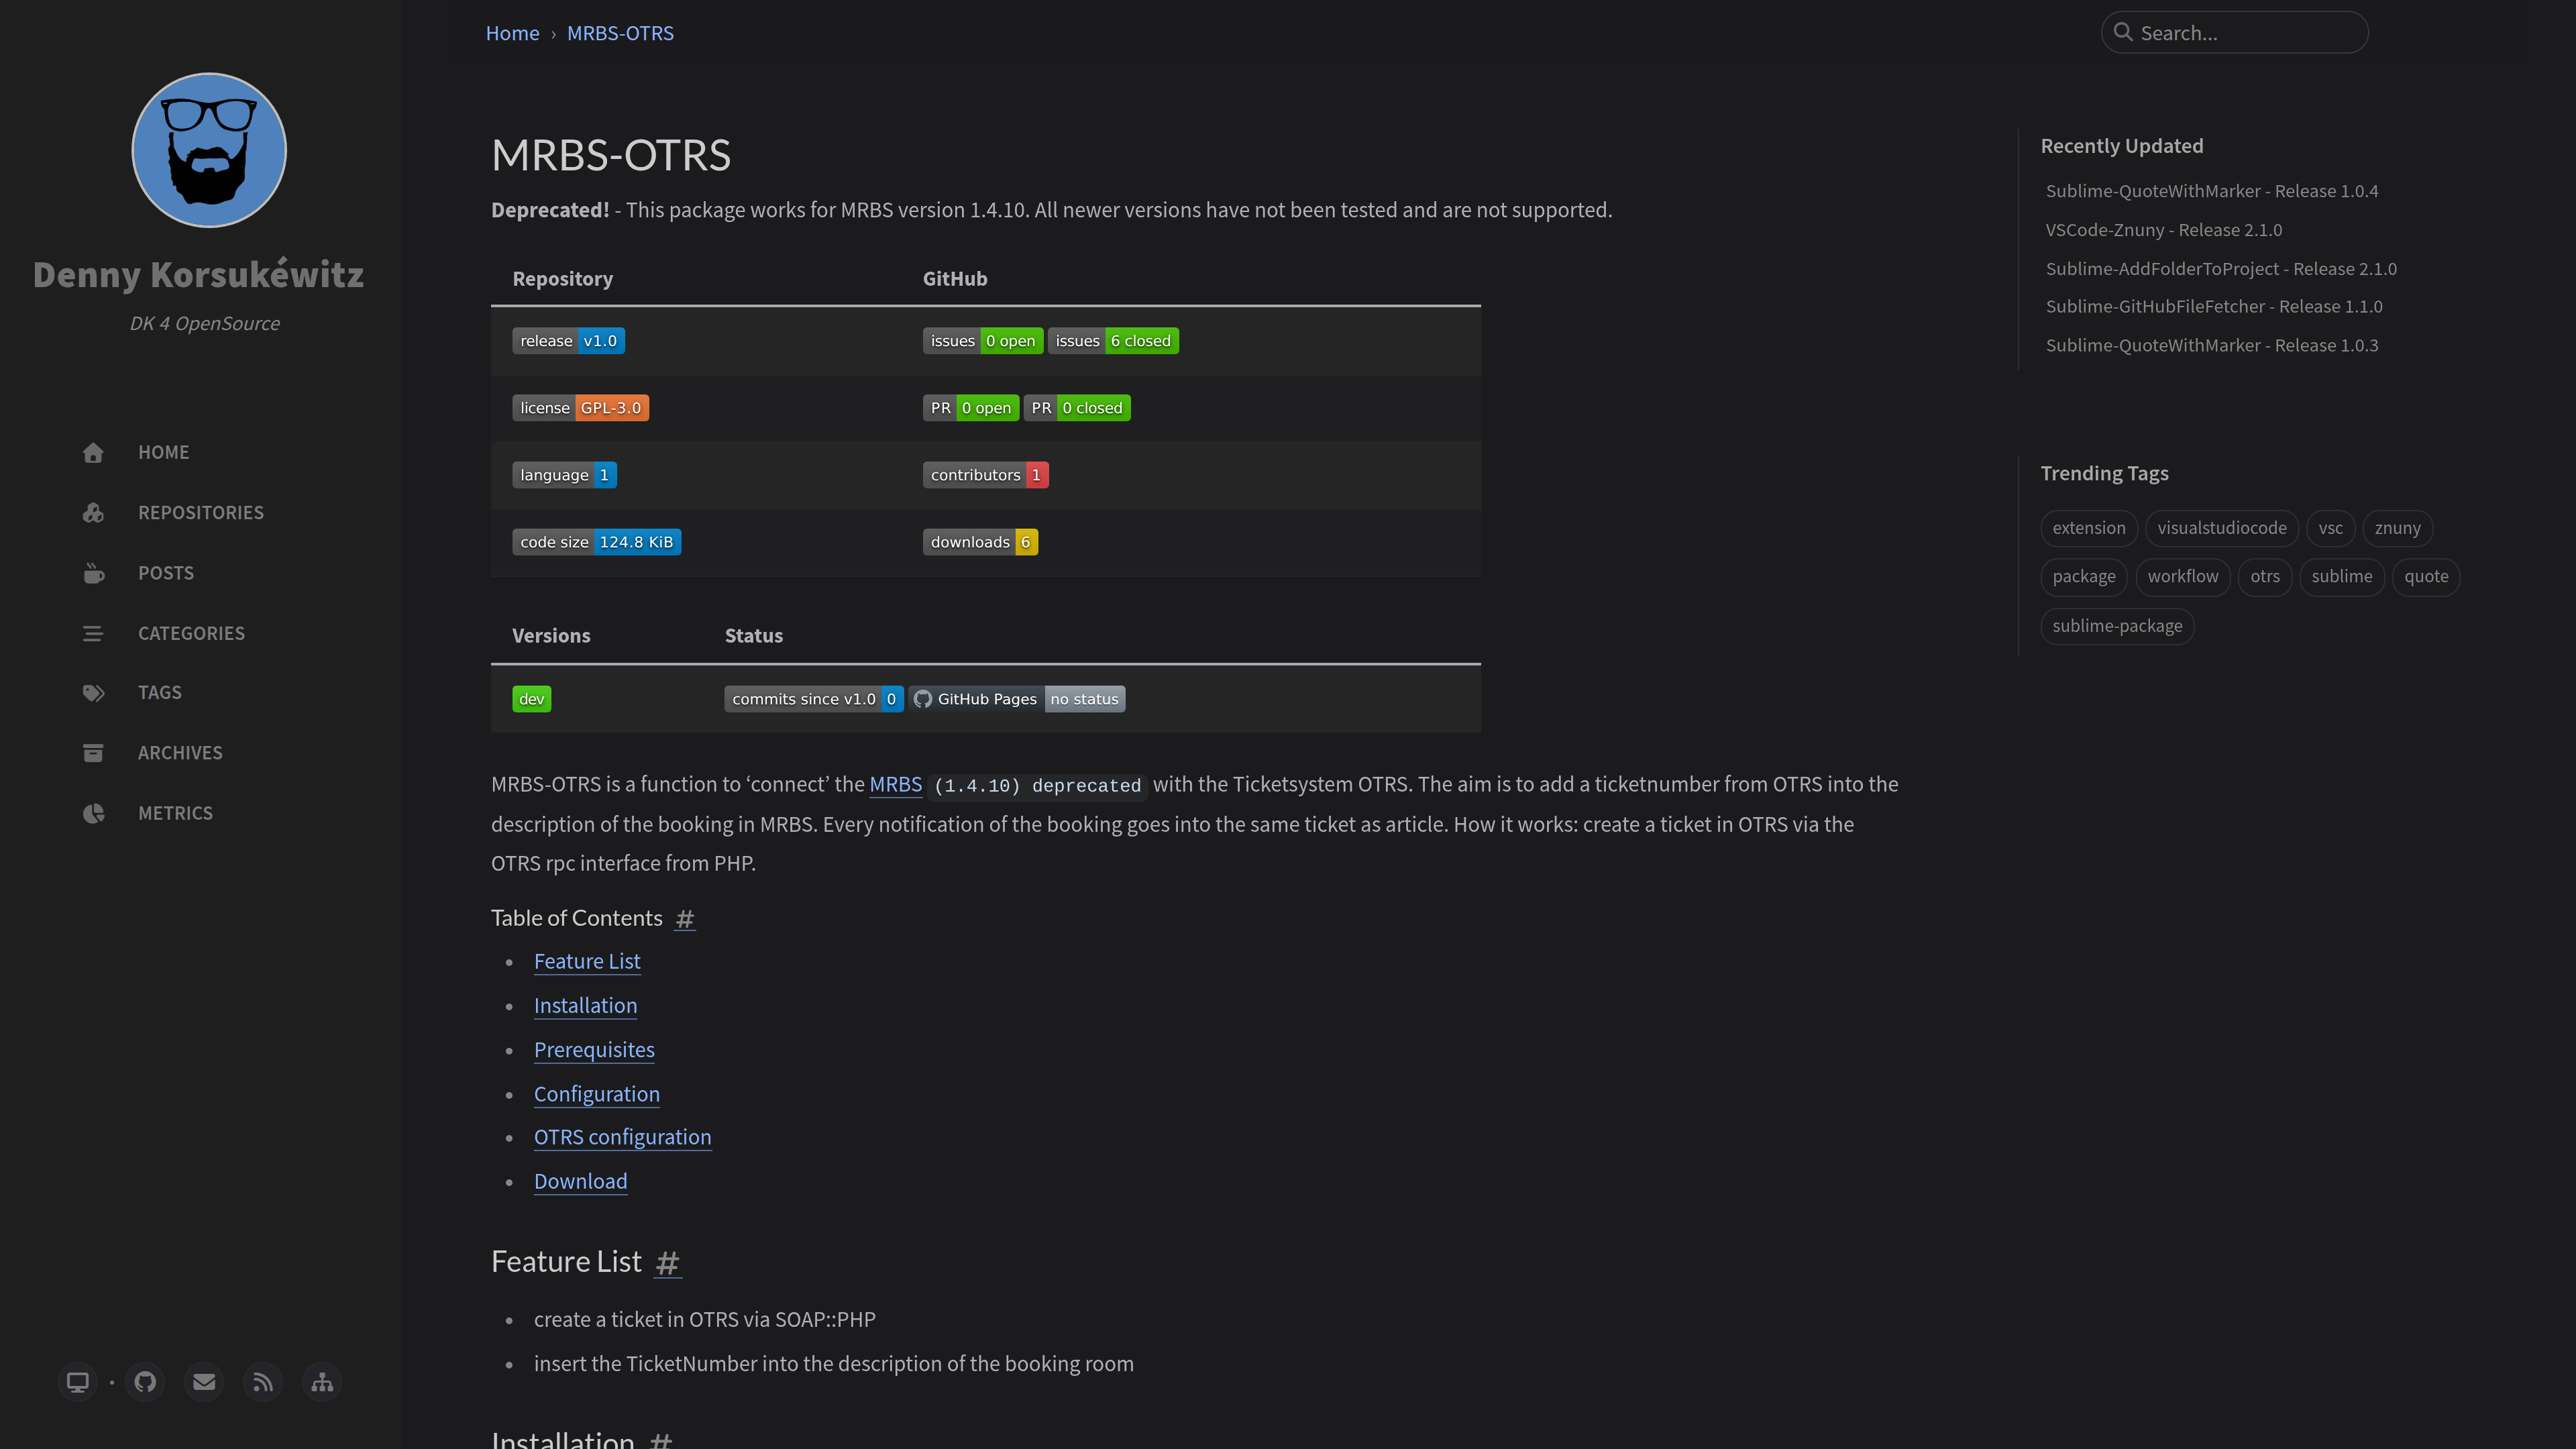 Denny Korsukéwitz
DK 4 OpenSource
HOME
REPOSITORIES
POSTS
CATEGORIES
TAGS
ARCHIVES
METRICS
Home › MRBS-OTRS
Search...
MRBS-OTRS
Deprecated! - This package works for MRBS version 1.4.10. All newer versions have not been tested and are not supported.
Repository GitHub
release v1.0 issues 0 open issues 6 closed
license GPL-3.0 PR 0 open PR 0 closed
language 1 contributors 1
code size 124.8 KiB downloads 6
Versions Status
dev commits since v1.0 0 GitHub Pages no status
MRBS-OTRS is a function to ‘connect’ the MRBS (1.4.10) deprecated with the Ticketsystem OTRS. The aim is to add a ticketnumber from OTRS into the
description of the booking in MRBS. Every notification of the booking goes into the same ticket as article. How it works: create a ticket in OTRS via the
OTRS rpc interface from PHP.
Table of Contents #
• Feature List
• Installation
• Prerequisites
• Configuration
• OTRS configuration
• Download
Feature List #
• create a ticket in OTRS via SOAP::PHP
• insert the TicketNumber into the description of the booking room
Installation #
Recently Updated
Sublime-QuoteWithMarker - Release 1.0.4
VSCode-Znuny - Release 2.1.0
Sublime-AddFolderToProject - Release 2.1.0
Sublime-GitHubFileFetcher - Release 1.1.0
Sublime-QuoteWithMarker - Release 1.0.3
Trending Tags
extension visualstudiocode vsc znuny
package workflow otrs sublime quote
sublime-package